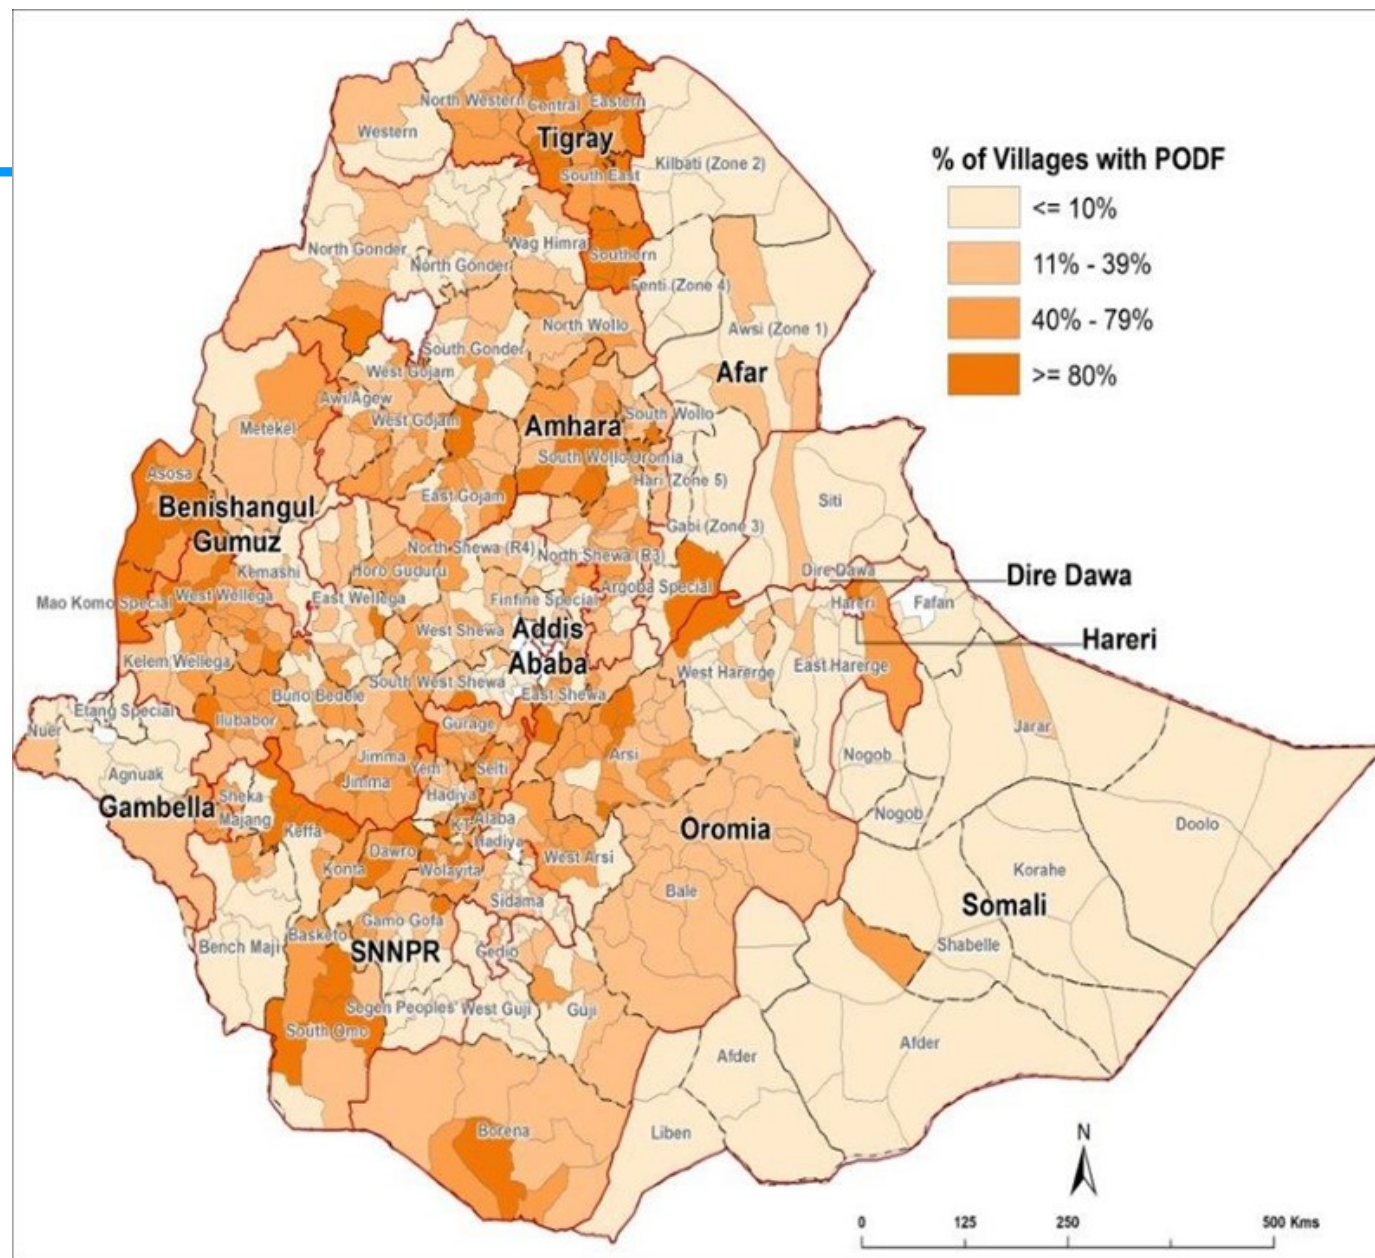 % of Villages with PODF
<= 10%
11% - 39%
40% - 79%
>= 80%
North Western
Central
Eastern
Western
Tigray
South East
Kilbati (Zone 2)
North Gonder
North Gonder
Wag Himra
Southern
Fenti (Zone 4)
Awsi (Zone 1)
North Wollo
South Gonder
West Gojam
Afar
Awi/Agew
West Gojam
South Wollo
Metekel
Amhara
South Wollo
Oromia
Asosa
Hari (Zone 5)
East Gojam
Siti
Benishangul
Gumuz
Gabi (Zone 3)
North Shewa (R4)
North Shewa (R3)
Kemashi
Horo Guduru
Dire Dawa
Dire Dawa
Argoba Special
Mao Komo Special
West Wellega
East Wellega
Finfine Special
Hareri
Fafan
West Shewa
Addis
Ababa
Hareri
Kelem Wellega
West Harerge
East Harerge
South West Shewa
East Shewa
Buno Bedele
Etang Special
Nuer
Ilubabor
Gurage
Jarar
Arsi
Nogob
Jimma
Yem
Selti
Agnuak
Jimma
Hadiya
Sheka
Gambella
Majang
Nogob
Keffa
KT
Alaba
Hadiya
Oromia
Doolo
Dawro
West Arsi
Konta
Wolayita
Korahe
Bale
Sidama
Somali
Gamo Gofa
Basketo
Bench Maji
SNNPR
Gedio
Shabelle
Segen Peoples'
West Guji
Guji
South Omo
Afder
Afder
Borena
Liben
N
0
125
250
500 Kms